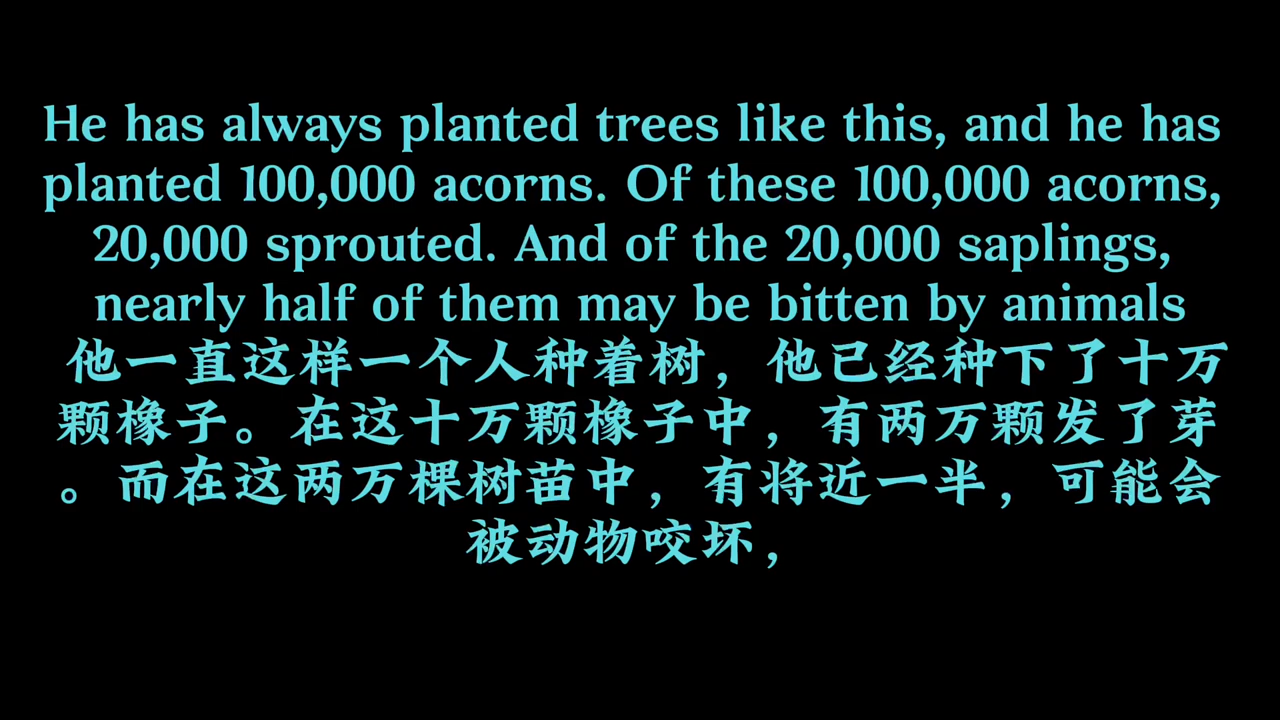 He has always planted trees like this, and he has
planted 100,000 acorns. Of these 100,000 acorns,
20,000 sprouted. And of the 20,000 saplings,
nearly half of them may be bitten by animals
他一直这样一个人种着树，他已经种下了十万
颗橡子。在这十万颗橡子中，有两万颗发了芽
。而在这两万棵树苗中，有将近一半，可能会
被动物咬坏，